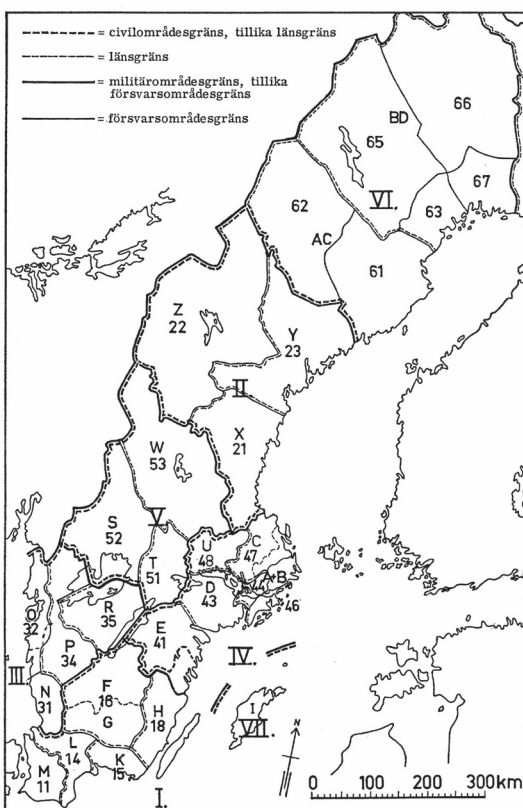 = civilområdesgräns, tillika länsgräns
= länsgräns
= militärområdesgräns, tillika
försvarsområdesgräns
= försvarsområdesgräns
66
BD
65
67
VI.
62
63
AC
61
Z
22
Y
23
II
X
21
W
53
S
52
V
U
48
C
47
T
51
D
43
A+B
44
46
O
32
R
35
E
41
P
34
IV.
III.
N
31
F
16
G
H
18
I
VII.
L
14
K
15
M
11
I.
N
0 100 200 300km